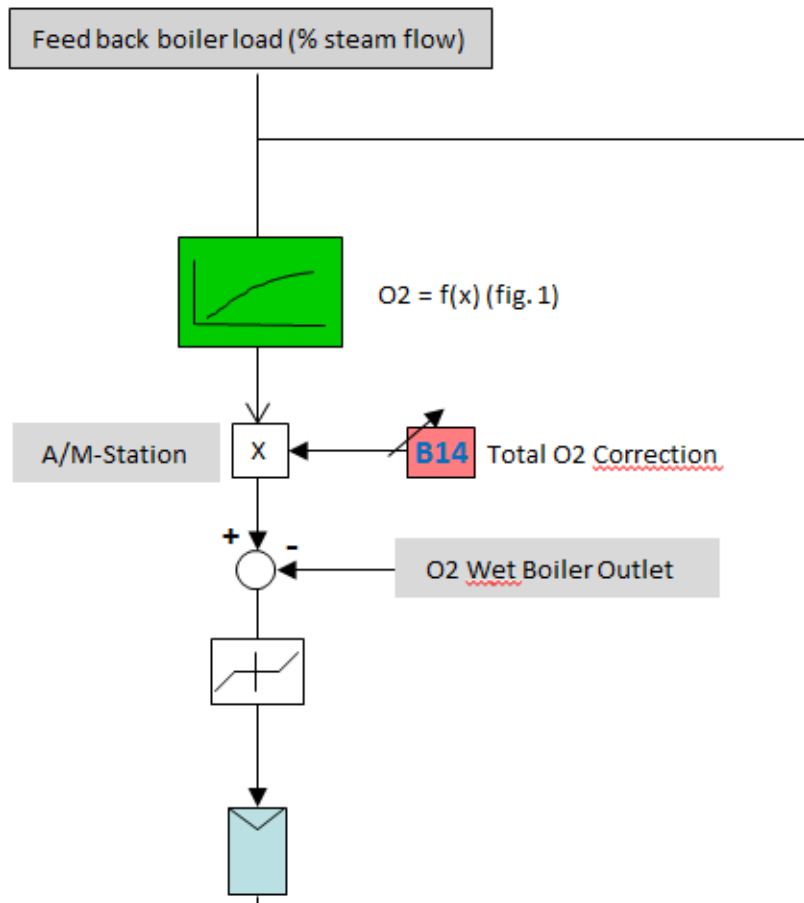 Feed back boiler load (% steam flow)
O2 = f(x) (fig. 1)
A/M-Station
X
B14
Total O2 Correction
+
-
O2 Wet Boiler Outlet